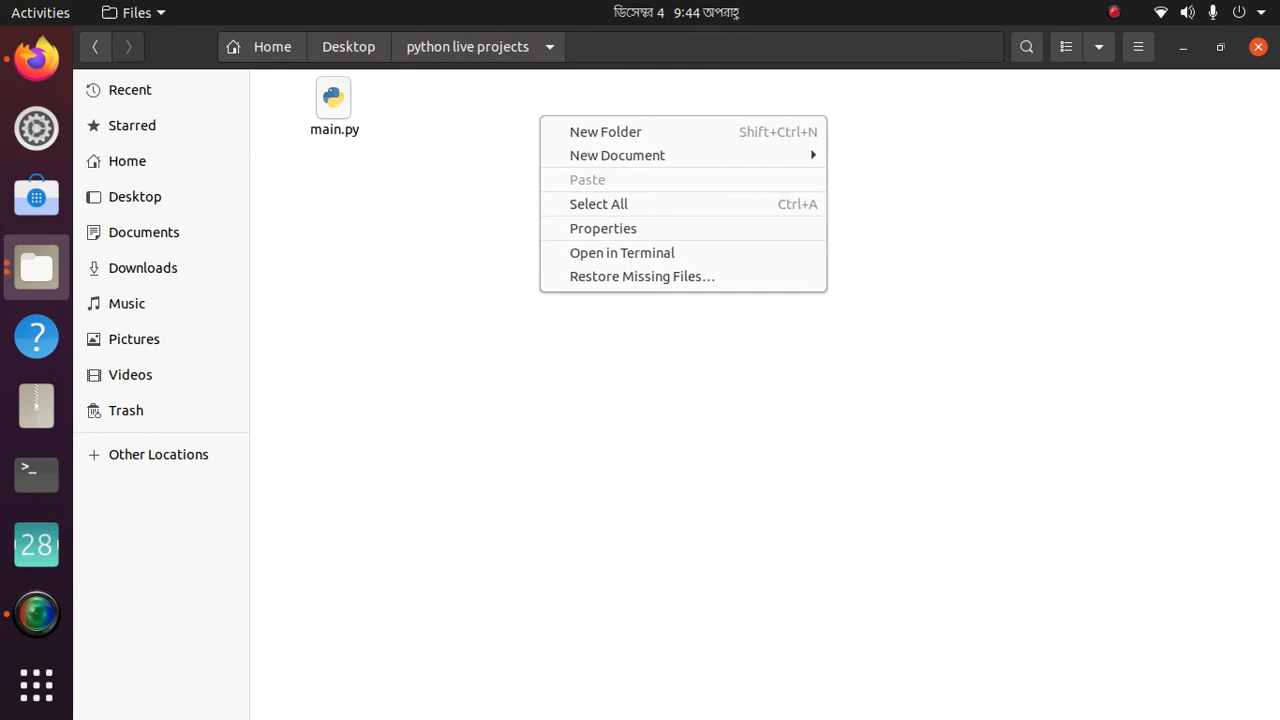 Activities
Files
ডিসেম্বর 4 9:44 অপরাহ্ণ
Home
Desktop
python live projects
Recent
Starred
Home
Desktop
Documents
Downloads
Music
Pictures
Videos
Trash
Other Locations
main.py
New Folder Shift+Ctrl+N
New Document
Paste
Select All Ctrl+A
Properties
Open in Terminal
Restore Missing Files…
?
>_
28